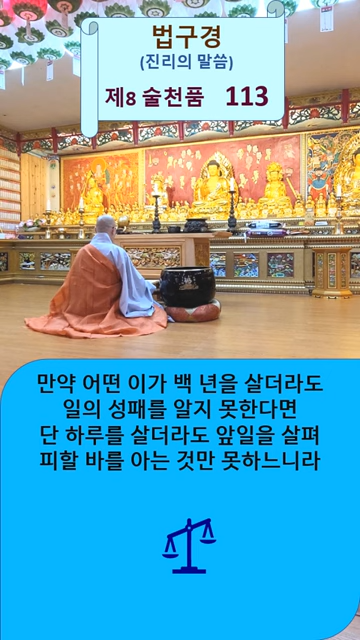 법구경
(진리의 말씀)
제8 술천품 113
만약 어떤 이가 백 년을 살더라도
일의 성패를 알지 못한다면
단 하루를 살더라도 앞일을 살펴
피할 바를 아는 것만 못하느니라